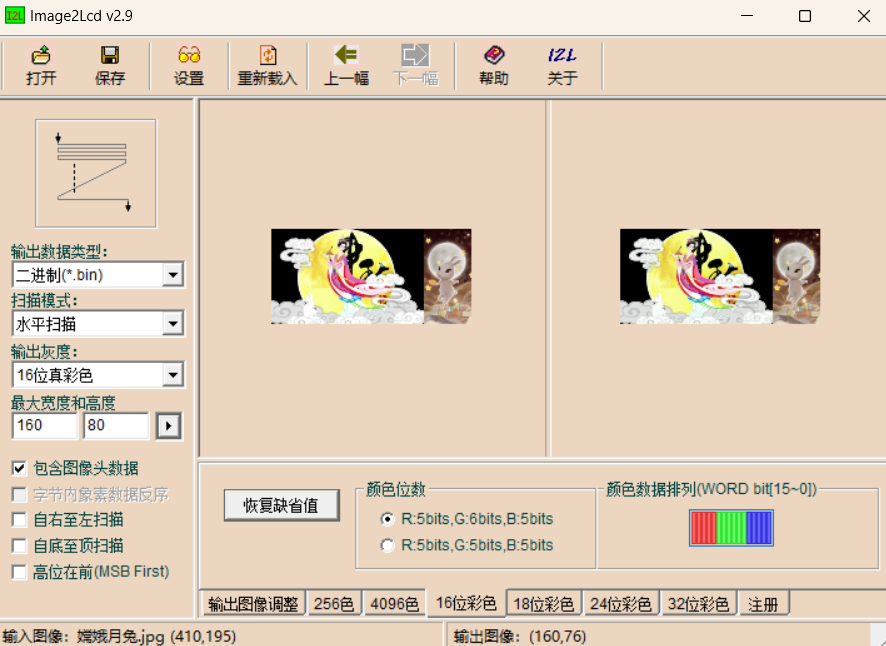 I2L Image2Lcd v2.9
打开 保存 设置 重新载入 上一幅 下一幅 帮助 I2L 关于
输出数据类型:
二进制(*.bin)
扫描模式:
水平扫描
输出灰度:
16位真彩色
最大宽度和高度
160 80
包含图像头数据
字节内象素数据反序
自右至左扫描
自底至顶扫描
高位在前(MSB First)
恢复缺省值
颜色位数
R:5bits,G:6bits,B:5bits
R:5bits,G:5bits,B:5bits
颜色数据排列(WORD bit[15~0])
输出图像调整 256色 4096色 16位彩色 18位彩色 24位彩色 32位彩色 注册
输入图像: 嫦娥月兔.jpg (410,195)
输出图像: (160,76)